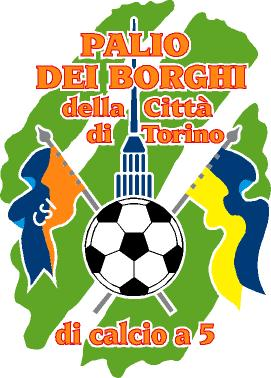 PALIO
DEI BORGHI
della Città
di Torino
CSI
di calcio a 5